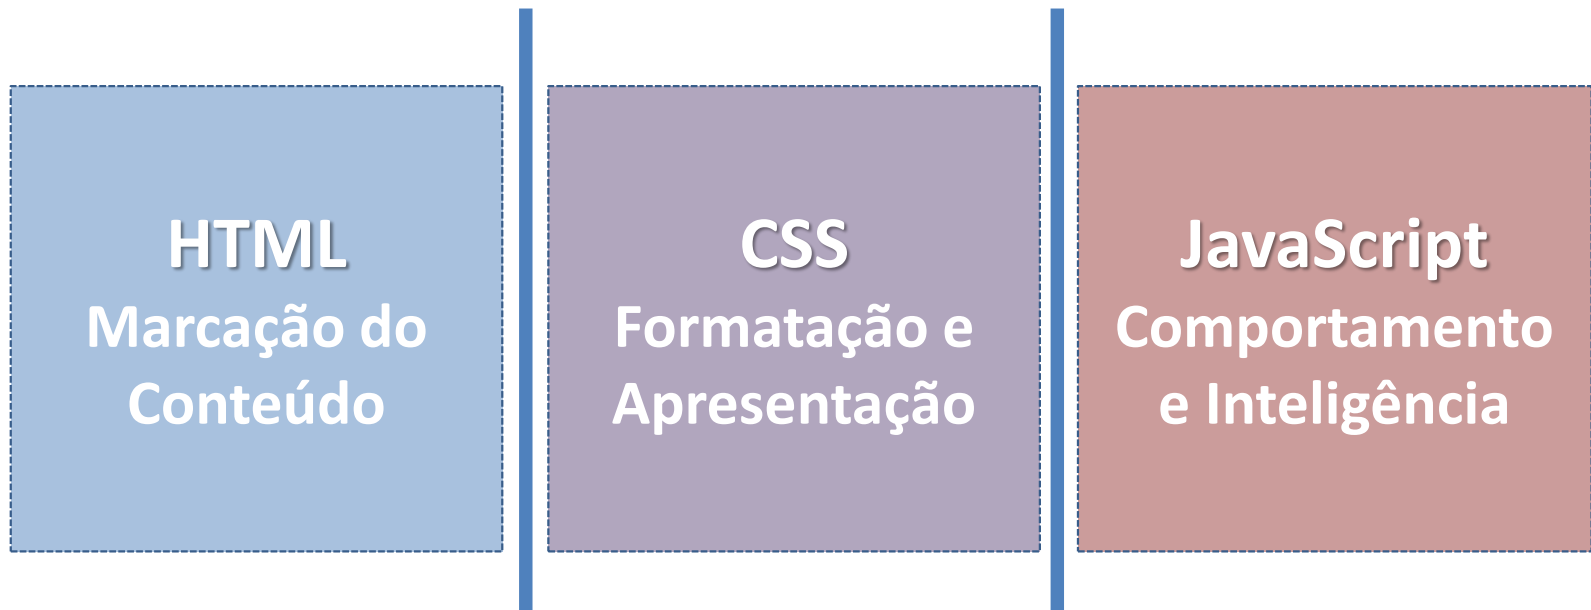 HTML
Marcação do
Conteúdo
CSS
Formatação e
Apresentação
JavaScript
Comportamento
e Inteligência